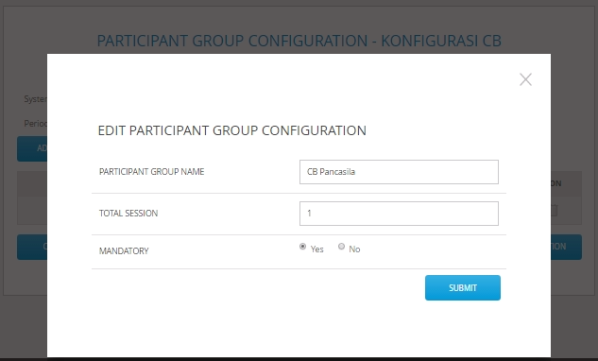 PARTICIPANT GROUP CONFIGURATION - KONFIGURASI CB
EDIT PARTICIPANT GROUP CONFIGURATION
PARTICIPANT GROUP NAME
CB Pancasila
TOTAL SESSION
1
MANDATORY
Yes
No
SUBMIT